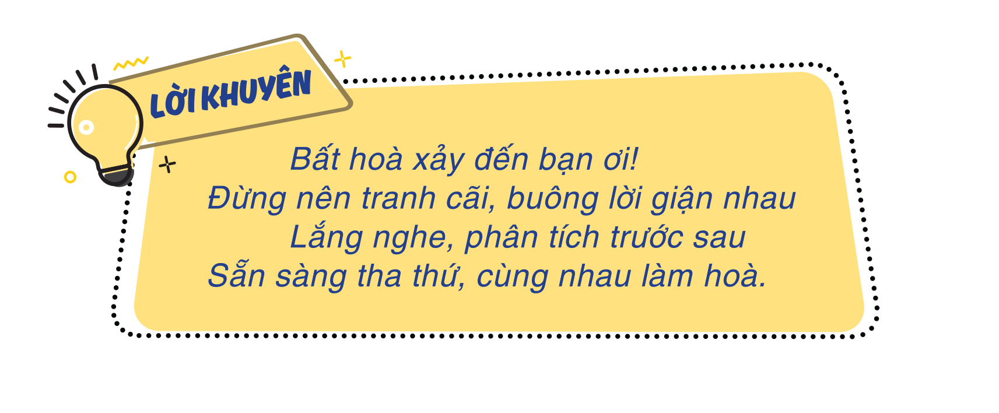 LỜI KHUYÊN
Bất hoà xảy đến bạn ơi!
Đừng nên tranh cãi, buông lời giận nhau
Lắng nghe, phân tích trước sau
Sẵn sàng tha thứ, cùng nhau làm hoà.